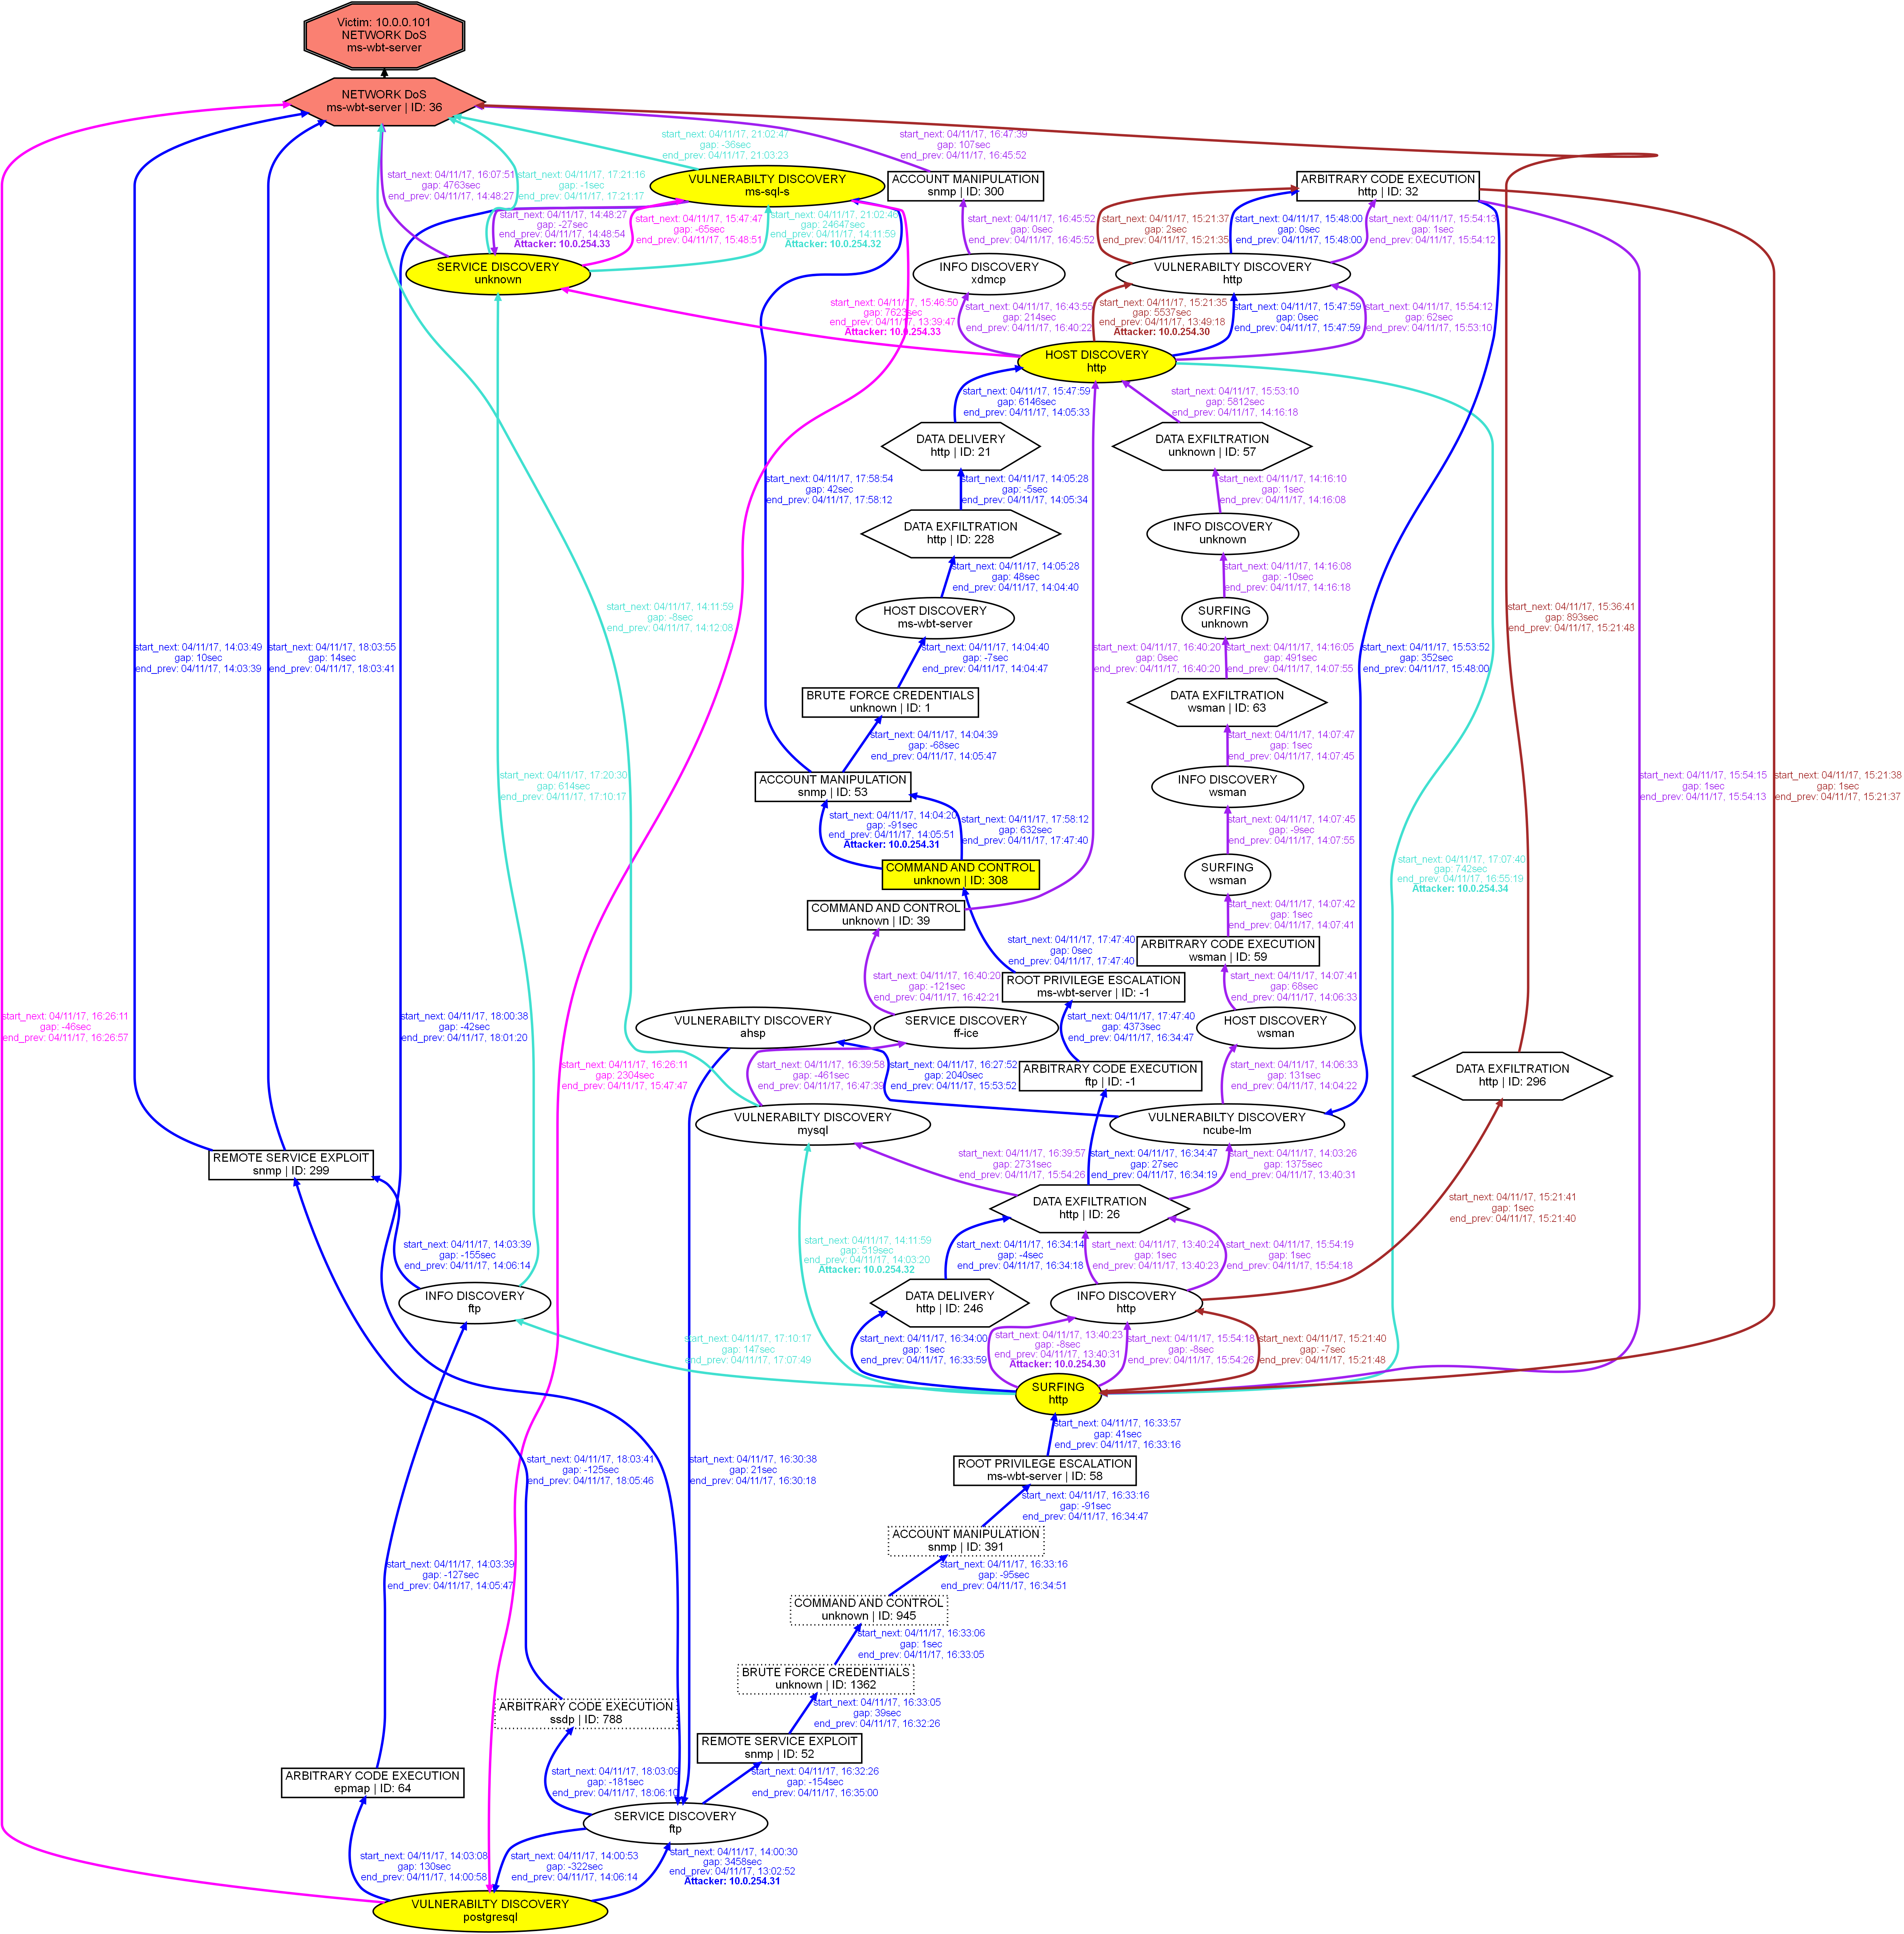 Victim: 10.0.0.101
NETWORK DoS
ms-wbt-server
NETWORK DoS
ms-wbt-server | ID: 36
start_next: 04/11/17, 21:02:47
gap: -36sec
end_prev: 04/11/17, 21:03:23
start_next: 04/11/17, 16:47:39
gap: 107sec
end_prev: 04/11/17, 16:45:52
start_next: 04/11/17, 16:07:51
gap: 4763sec
end_prev: 04/11/17, 14:48:27
start_next: 04/11/17, 17:21:16
gap: -1sec
end_prev: 04/11/17, 17:21:17
VULNERABILTY DISCOVERY
ms-sql-s
ACCOUNT MANIPULATION
snmp | ID: 300
ARBITRARY CODE EXECUTION
http | ID: 32
start_next: 04/11/17, 14:48:27
gap: -27sec
end_prev: 04/11/17, 14:48:54
Attacker: 10.0.254.33
start_next: 04/11/17, 15:47:47
gap: -65sec
end_prev: 04/11/17, 15:48:51
start_next: 04/11/17, 21:02:46
gap: 24647sec
end_prev: 04/11/17, 14:11:59
Attacker: 10.0.254.32
start_next: 04/11/17, 16:45:52
gap: 0sec
end_prev: 04/11/17, 16:45:52
start_next: 04/11/17, 15:21:37
gap: 2sec
end_prev: 04/11/17, 15:21:35
start_next: 04/11/17, 15:48:00
gap: 0sec
end_prev: 04/11/17, 15:48:00
start_next: 04/11/17, 15:54:13
gap: 1sec
end_prev: 04/11/17, 15:54:12
SERVICE DISCOVERY
unknown
INFO DISCOVERY
xdmcp
VULNERABILTY DISCOVERY
http
start_next: 04/11/17, 15:46:50
gap: 7623sec
end_prev: 04/11/17, 13:39:47
Attacker: 10.0.254.33
start_next: 04/11/17, 16:43:55
gap: 214sec
end_prev: 04/11/17, 16:40:22
start_next: 04/11/17, 15:21:35
gap: 5537sec
end_prev: 04/11/17, 13:49:18
Attacker: 10.0.254.30
start_next: 04/11/17, 15:47:59
gap: 0sec
end_prev: 04/11/17, 15:47:59
start_next: 04/11/17, 15:54:12
gap: 62sec
end_prev: 04/11/17, 15:53:10
HOST DISCOVERY
http
start_next: 04/11/17, 15:47:59
gap: 6146sec
end_prev: 04/11/17, 14:05:33
start_next: 04/11/17, 15:53:10
gap: 5812sec
end_prev: 04/11/17, 14:16:18
DATA DELIVERY
http | ID: 21
DATA EXFILTRATION
unknown | ID: 57
start_next: 04/11/17, 17:58:54
gap: 42sec
end_prev: 04/11/17, 17:58:12
start_next: 04/11/17, 14:05:28
gap: -5sec
end_prev: 04/11/17, 14:05:34
start_next: 04/11/17, 14:16:10
gap: 1sec
end_prev: 04/11/17, 14:16:08
DATA EXFILTRATION
http | ID: 228
INFO DISCOVERY
unknown
start_next: 04/11/17, 14:05:28
gap: 48sec
end_prev: 04/11/17, 14:04:40
start_next: 04/11/17, 14:16:08
gap: -10sec
end_prev: 04/11/17, 14:16:18
start_next: 04/11/17, 14:11:59
gap: -8sec
end_prev: 04/11/17, 14:12:08
HOST DISCOVERY
ms-wbt-server
SURFING
unknown
start_next: 04/11/17, 15:36:41
gap: 893sec
end_prev: 04/11/17, 15:21:48
start_next: 04/11/17, 14:03:49
gap: 10sec
end_prev: 04/11/17, 14:03:39
start_next: 04/11/17, 18:03:55
gap: 14sec
end_prev: 04/11/17, 18:03:41
start_next: 04/11/17, 14:04:40
gap: -7sec
end_prev: 04/11/17, 14:04:47
start_next: 04/11/17, 16:40:20
gap: 0sec
end_prev: 04/11/17, 16:40:20
start_next: 04/11/17, 14:16:05
gap: 491sec
end_prev: 04/11/17, 14:07:55
start_next: 04/11/17, 15:53:52
gap: 352sec
end_prev: 04/11/17, 15:48:00
BRUTE FORCE CREDENTIALS
unknown | ID: 1
DATA EXFILTRATION
wsman | ID: 63
start_next: 04/11/17, 14:04:39
gap: -68sec
end_prev: 04/11/17, 14:05:47
start_next: 04/11/17, 14:07:47
gap: 1sec
end_prev: 04/11/17, 14:07:45
start_next: 04/11/17, 17:20:30
gap: 614sec
end_prev: 04/11/17, 17:10:17
ACCOUNT MANIPULATION
snmp | ID: 53
INFO DISCOVERY
wsman
start_next: 04/11/17, 15:54:15
gap: 1sec
end_prev: 04/11/17, 15:54:13
start_next: 04/11/17, 15:21:38
gap: 1sec
end_prev: 04/11/17, 15:21:37
start_next: 04/11/17, 14:04:20
gap: -91sec
end_prev: 04/11/17, 14:05:51
Attacker: 10.0.254.31
start_next: 04/11/17, 17:58:12
gap: 632sec
end_prev: 04/11/17, 17:47:40
start_next: 04/11/17, 14:07:45
gap: -9sec
end_prev: 04/11/17, 14:07:55
start_next: 04/11/17, 17:07:40
gap: 742sec
end_prev: 04/11/17, 16:55:19
Attacker: 10.0.254.34
COMMAND AND CONTROL
unknown | ID: 308
SURFING
wsman
COMMAND AND CONTROL
unknown | ID: 39
start_next: 04/11/17, 14:07:42
gap: 1sec
end_prev: 04/11/17, 14:07:41
start_next: 04/11/17, 17:47:40
gap: 0sec
end_prev: 04/11/17, 17:47:40
ARBITRARY CODE EXECUTION
wsman | ID: 59
start_next: 04/11/17, 16:40:20
gap: -121sec
end_prev: 04/11/17, 16:42:21
ROOT PRIVILEGE ESCALATION
ms-wbt-server | ID: -1
start_next: 04/11/17, 14:07:41
gap: 68sec
end_prev: 04/11/17, 14:06:33
start_next: 04/11/17, 16:26:11
gap: -46sec
end_prev: 04/11/17, 16:26:57
start_next: 04/11/17, 18:00:38
gap: -42sec
end_prev: 04/11/17, 18:01:20
VULNERABILTY DISCOVERY
ahsp
SERVICE DISCOVERY
ff-ice
start_next: 04/11/17, 17:47:40
gap: 4373sec
end_prev: 04/11/17, 16:34:47
HOST DISCOVERY
wsman
start_next: 04/11/17, 16:26:11
gap: 2304sec
end_prev: 04/11/17, 15:47:47
start_next: 04/11/17, 16:39:58
gap: -461sec
end_prev: 04/11/17, 16:47:39
start_next: 04/11/17, 16:27:52
gap: 2040sec
end_prev: 04/11/17, 15:53:52
ARBITRARY CODE EXECUTION
ftp | ID: -1
start_next: 04/11/17, 14:06:33
gap: 131sec
end_prev: 04/11/17, 14:04:22
DATA EXFILTRATION
http | ID: 296
VULNERABILTY DISCOVERY
mysql
VULNERABILTY DISCOVERY
ncube-lm
REMOTE SERVICE EXPLOIT
snmp | ID: 299
start_next: 04/11/17, 16:39:57
gap: 2731sec
end_prev: 04/11/17, 15:54:26
start_next: 04/11/17, 16:34:47
gap: 27sec
end_prev: 04/11/17, 16:34:19
start_next: 04/11/17, 14:03:26
gap: 1375sec
end_prev: 04/11/17, 13:40:31
DATA EXFILTRATION
http | ID: 26
start_next: 04/11/17, 15:21:41
gap: 1sec
end_prev: 04/11/17, 15:21:40
start_next: 04/11/17, 14:03:39
gap: -155sec
end_prev: 04/11/17, 14:06:14
start_next: 04/11/17, 14:11:59
gap: 519sec
end_prev: 04/11/17, 14:03:20
Attacker: 10.0.254.32
start_next: 04/11/17, 16:34:14
gap: -4sec
end_prev: 04/11/17, 16:34:18
start_next: 04/11/17, 13:40:24
gap: 1sec
end_prev: 04/11/17, 13:40:23
start_next: 04/11/17, 15:54:19
gap: 1sec
end_prev: 04/11/17, 15:54:18
INFO DISCOVERY
ftp
DATA DELIVERY
http | ID: 246
INFO DISCOVERY
http
start_next: 04/11/17, 17:10:17
gap: 147sec
end_prev: 04/11/17, 17:07:49
start_next: 04/11/17, 16:34:00
gap: 1sec
end_prev: 04/11/17, 16:33:59
start_next: 04/11/17, 13:40:23
gap: -8sec
end_prev: 04/11/17, 13:40:31
Attacker: 10.0.254.30
start_next: 04/11/17, 15:54:18
gap: -8sec
end_prev: 04/11/17, 15:54:26
start_next: 04/11/17, 15:21:40
gap: -7sec
end_prev: 04/11/17, 15:21:48
SURFING
http
start_next: 04/11/17, 16:33:57
gap: 41sec
end_prev: 04/11/17, 16:33:16
start_next: 04/11/17, 18:03:41
gap: -125sec
end_prev: 04/11/17, 18:05:46
start_next: 04/11/17, 16:30:38
gap: 21sec
end_prev: 04/11/17, 16:30:18
ROOT PRIVILEGE ESCALATION
ms-wbt-server | ID: 58
start_next: 04/11/17, 16:33:16
gap: -91sec
end_prev: 04/11/17, 16:34:47
ACCOUNT MANIPULATION
snmp | ID: 391
start_next: 04/11/17, 14:03:39
gap: -127sec
end_prev: 04/11/17, 14:05:47
start_next: 04/11/17, 16:33:16
gap: -95sec
end_prev: 04/11/17, 16:34:51
COMMAND AND CONTROL
unknown | ID: 945
start_next: 04/11/17, 16:33:06
gap: 1sec
end_prev: 04/11/17, 16:33:05
BRUTE FORCE CREDENTIALS
unknown | ID: 1362
ARBITRARY CODE EXECUTION
ssdp | ID: 788
start_next: 04/11/17, 16:33:05
gap: 39sec
end_prev: 04/11/17, 16:32:26
REMOTE SERVICE EXPLOIT
snmp | ID: 52
ARBITRARY CODE EXECUTION
epmap | ID: 64
start_next: 04/11/17, 18:03:09
gap: -181sec
end_prev: 04/11/17, 18:06:10
start_next: 04/11/17, 16:32:26
gap: -154sec
end_prev: 04/11/17, 16:35:00
SERVICE DISCOVERY
ftp
start_next: 04/11/17, 14:03:08
gap: 130sec
end_prev: 04/11/17, 14:00:58
start_next: 04/11/17, 14:00:53
gap: -322sec
end_prev: 04/11/17, 14:06:14
start_next: 04/11/17, 14:00:30
gap: 3458sec
end_prev: 04/11/17, 13:02:52
Attacker: 10.0.254.31
VULNERABILTY DISCOVERY
postgresql